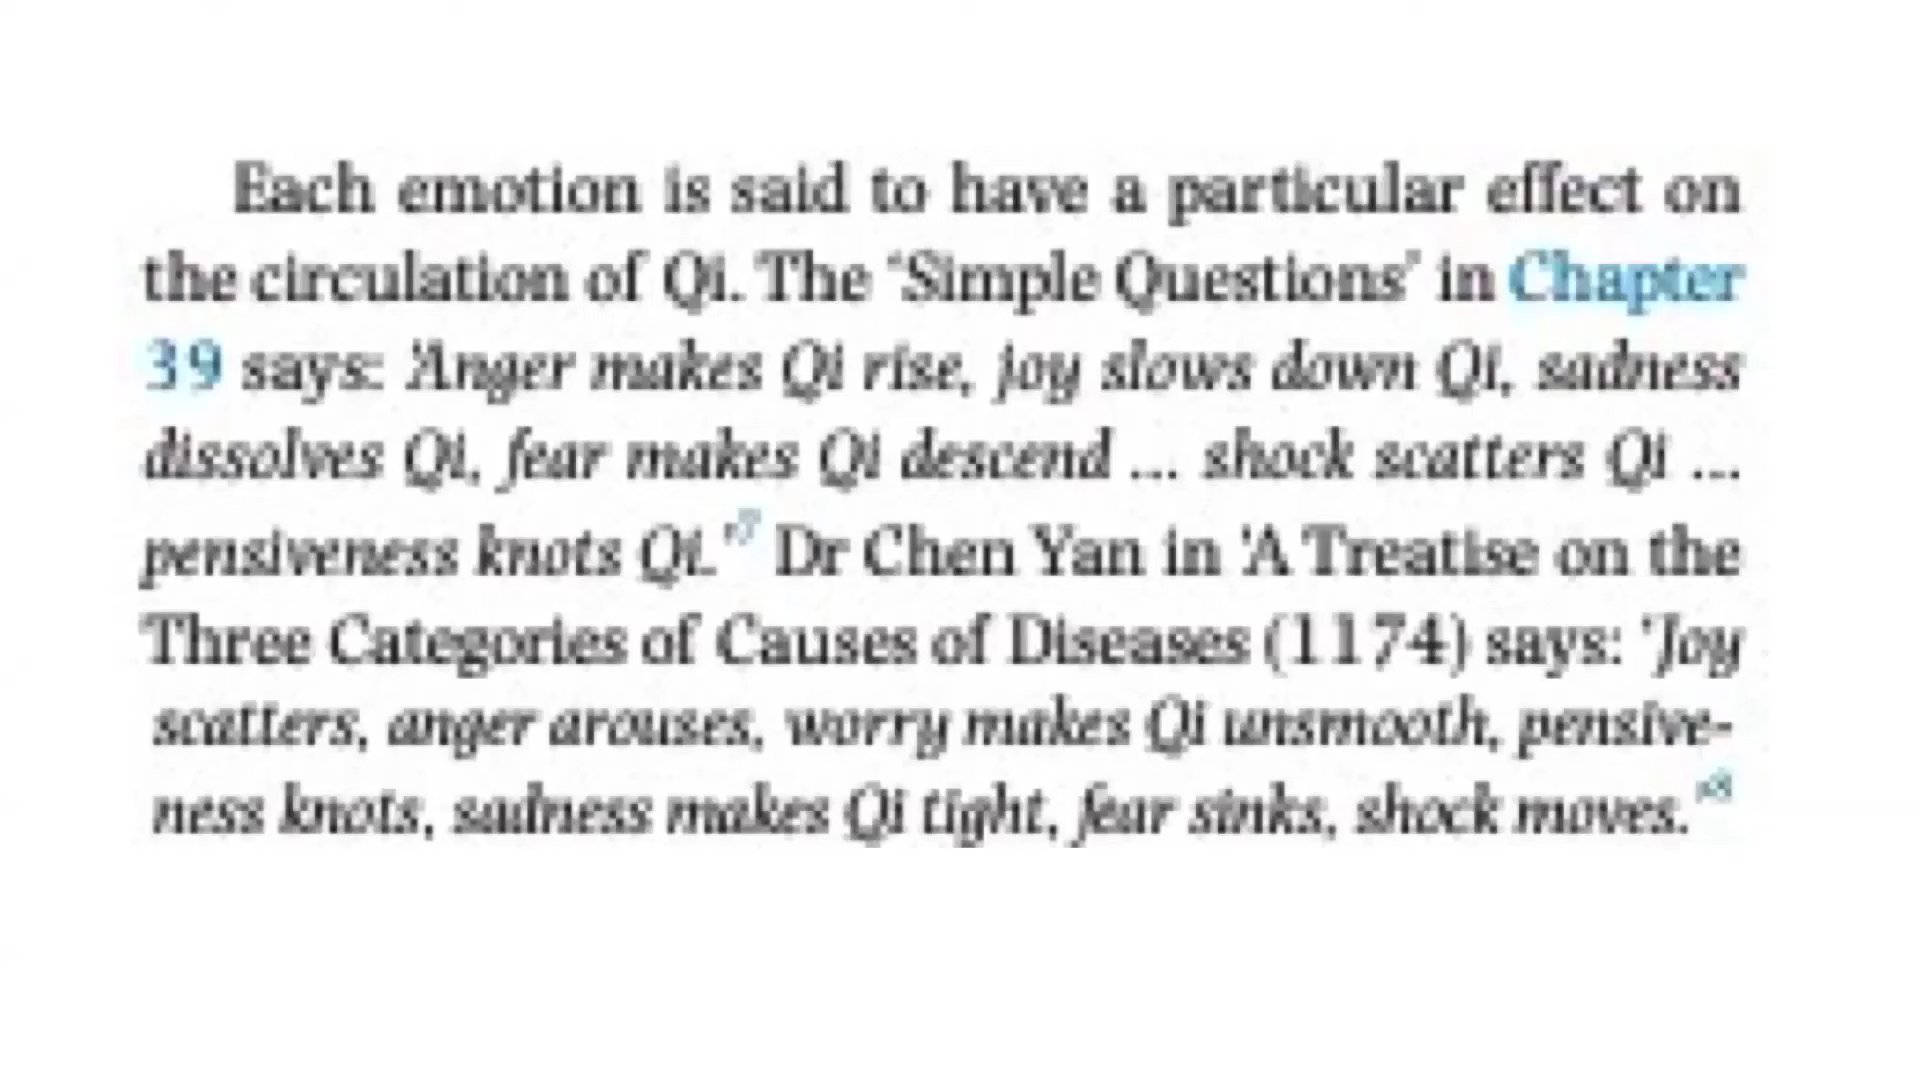 Each emotion is said to have a particular effect on
the circulation of Qi. The 'Simple Questions' in Chapter
39 says: 'Anger makes Qi rise, joy slows down Qi, sadness
dissolves Qi, fear makes Qi descend ... shock scatters Qi ...
pensiveness knots Qi.'7 Dr Chen Yan in 'A Treatise on the
Three Categories of Causes of Diseases (1174) says: 'Joy
scatters, anger arouses, worry makes Qi unsmooth, pensive-
ness knots, sadness makes Qi tight, fear sinks, shock moves.'8